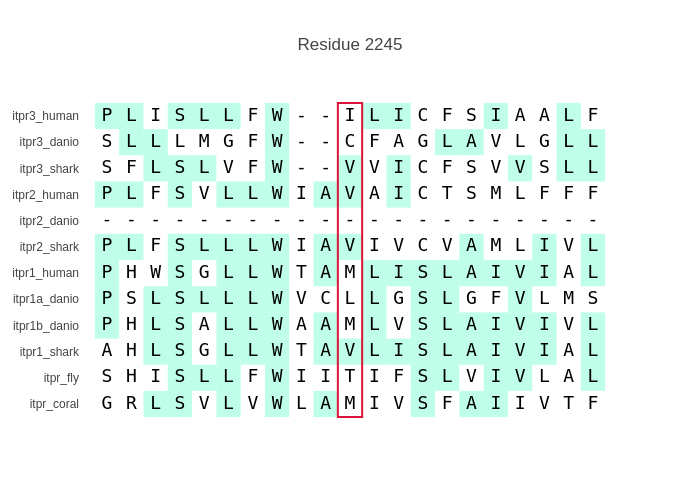 Residue 2245
itpr3_human P L I S L L F W - - I L I C F S I A A L F
itpr3_danio S L L L M G F W - - C F A G L A V L G L L
itpr3_shark S F L S L V F W - - V V I C F S V V S L L
itpr2_human P L F S V L L W I A V A I C T S M L F F F
itpr2_danio - - - - - - - - - - - - - - - - - - - - -
itpr2_shark P L F S L L L W I A V I V C V A M L I V L
itpr1_human P H W S G L L W T A M L I S L A I V I A L
itpr1a_danio P S L S L L L W V C L L G S L G F V L M S
itpr1b_danio P H L S A L L W A A M L V S L A I V I V L
itpr1_shark A H L S G L L W T A V L I S L A I V I A L
itpr_fly S H I S L L F W I I T I F S L V I V L A L
itpr_coral G R L S V L V W L A M I V S F A I I V T F